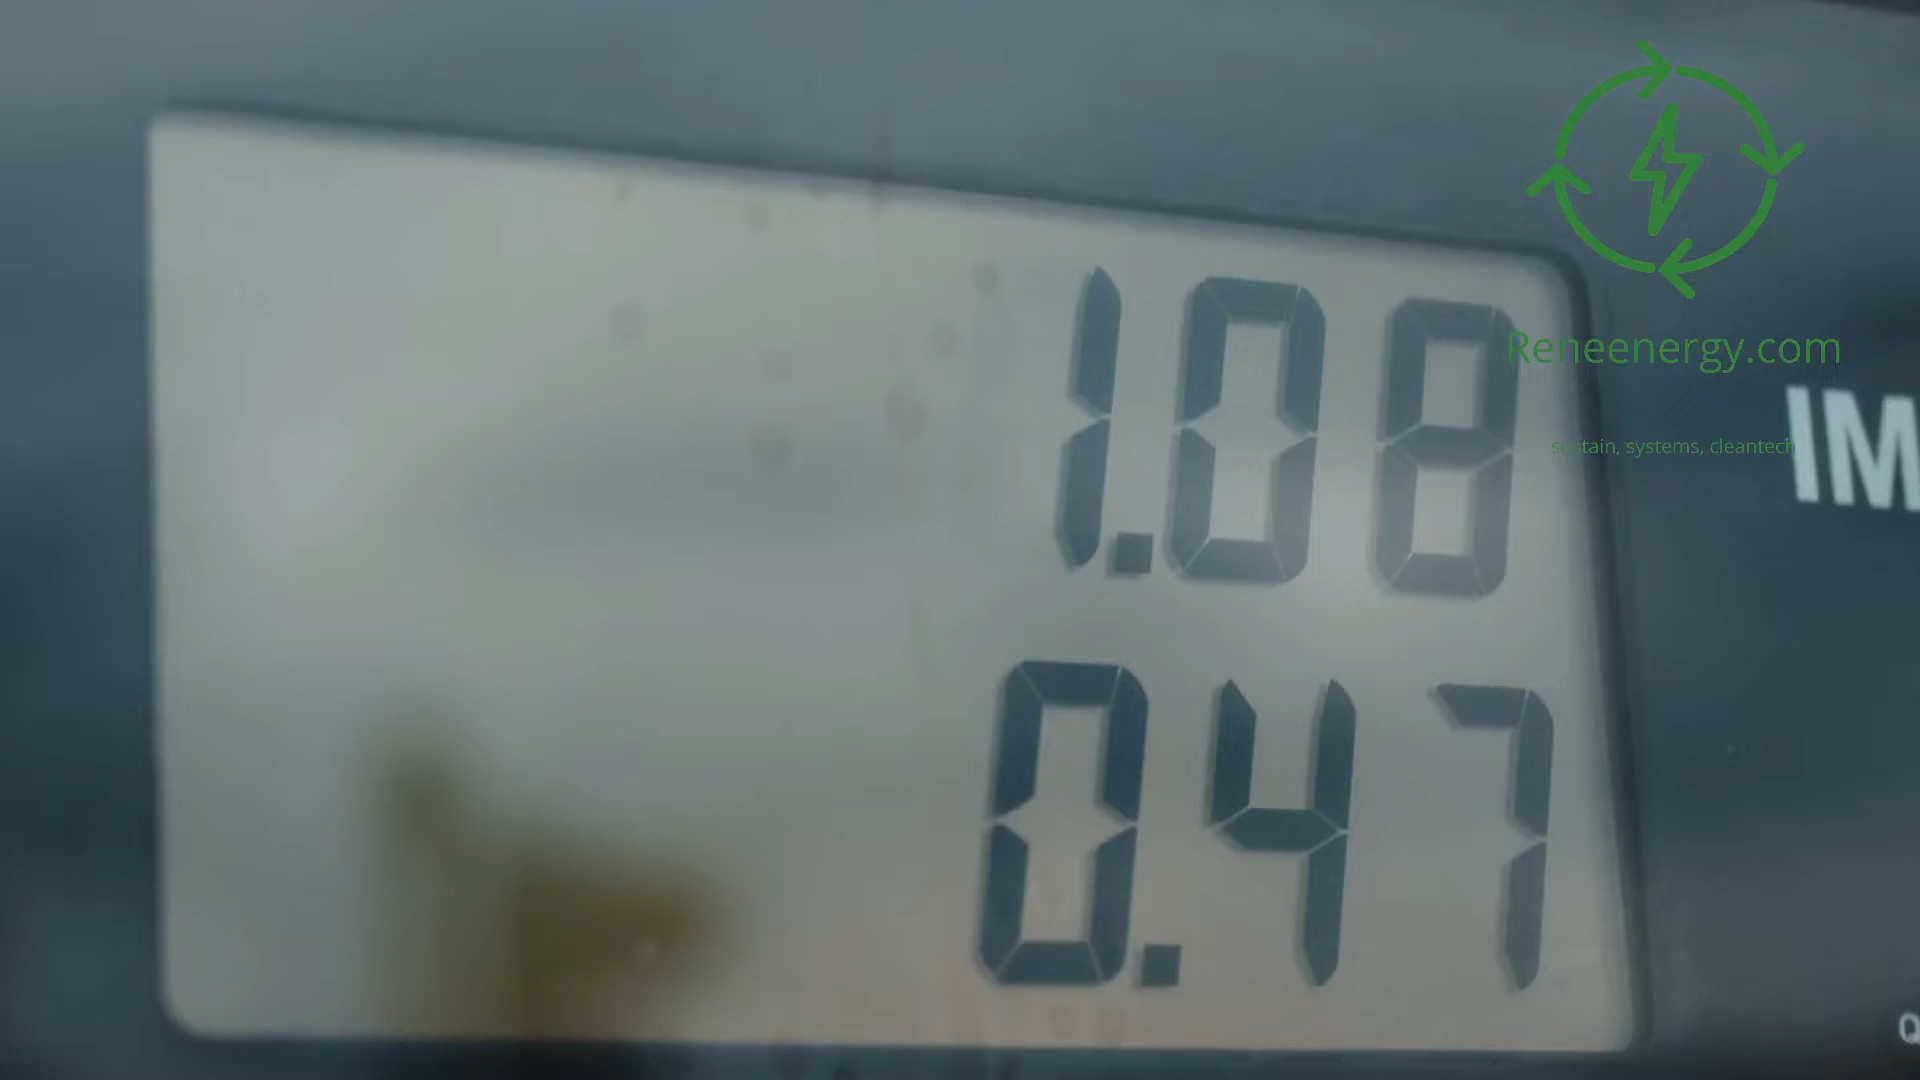 Reneenergy.com
sustain, systems, cleantech
1.08
0.47
IM
Q